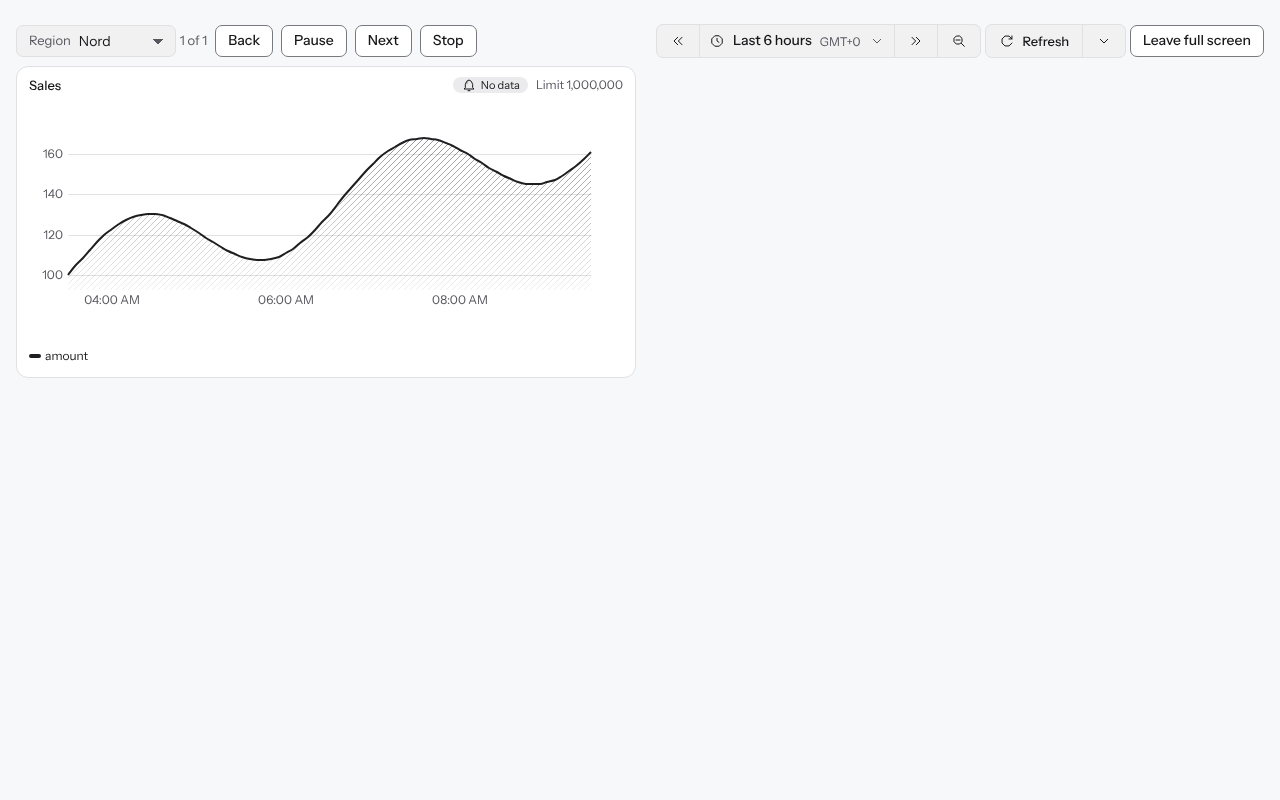 Region Nord 1 of 1 Back Pause Next Stop Last 6 hours GMT+0 Refresh Leave full screen
Sales No data Limit 1,000,000
160
140
120
100
04:00 AM 06:00 AM 08:00 AM
amount